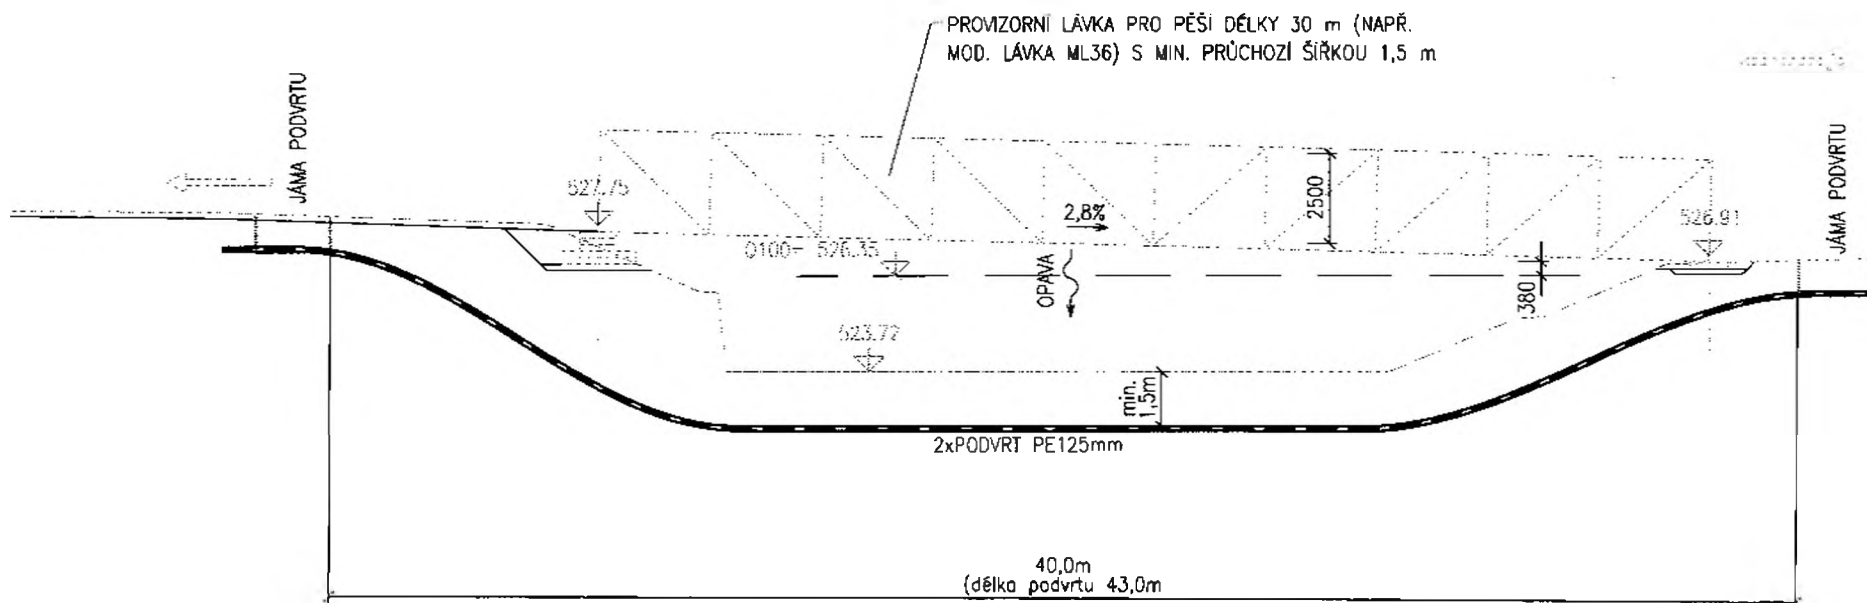 PROVIZORNÍ LÁVKA PRO PĚŠÍ DÉLKY 30 m (NAPŘ.
MOD. LÁVKA ML36) S MIN. PRŮCHOZÍ ŠÍŘKOU 1,5 m
JÁMA PODVRTU
JÁMA PODVRTU
527.75
2,8%
2500
526.91
Q100= 526.35
OPAVA
380
523.72
min.
1,5m
2xPODVRT PE125mm
40,0m
(délka podvrtu 43,0m